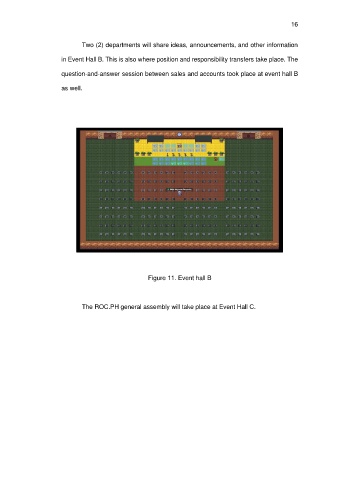 16
Two (2) departments will share ideas, announcements, and other information
in Event Hall B. This is also where position and responsibility transfers take place. The
question-and-answer session between sales and accounts took place at event hall B
as well.
Figure 11. Event hall B
The ROC.PH general assembly will take place at Event Hall C.